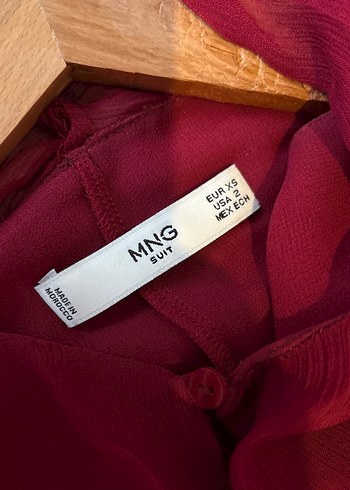 MNG
SUIT
EUR XS
USA 2
MEX ECH
MADE IN
MOROCCO